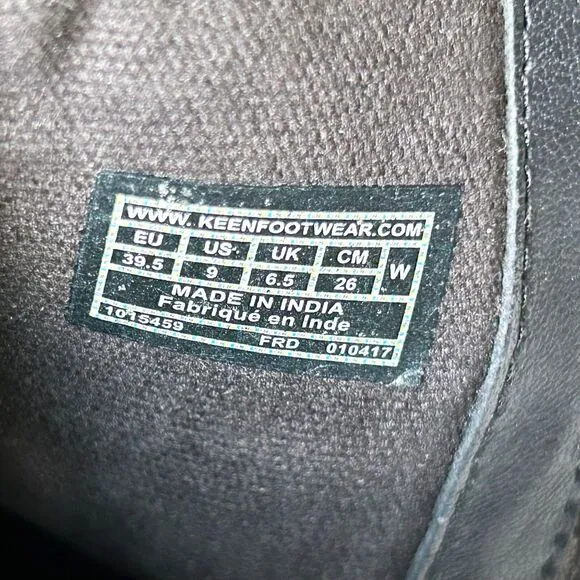 WWW.KEENFOOTWEAR.COM
EU US UK CM W
39.5 9 6.5 26
MADE IN INDIA
Fabriqué en Inde
1015459 FRD 010417